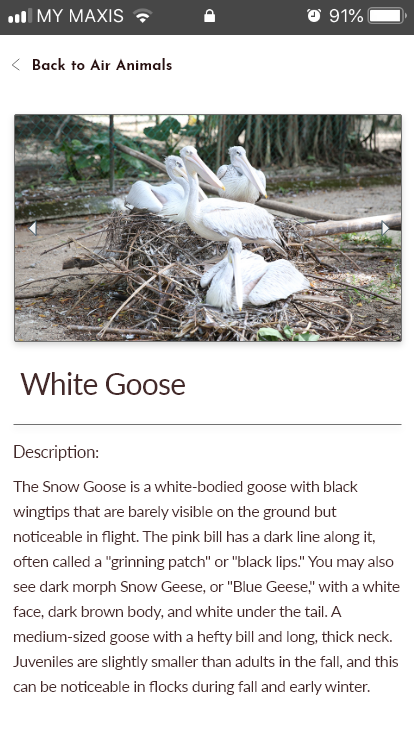 MY MAXIS 91%
Back to Air Animals
White Goose
Description:
The Snow Goose is a white-bodied goose with black
wingtips that are barely visible on the ground but
noticeable in flight. The pink bill has a dark line along it,
often called a "grinning patch" or "black lips." You may also
see dark morph Snow Geese, or "Blue Geese," with a white
face, dark brown body, and white under the tail. A
medium-sized goose with a hefty bill and long, thick neck.
Juveniles are slightly smaller than adults in the fall, and this
can be noticeable in flocks during fall and early winter.